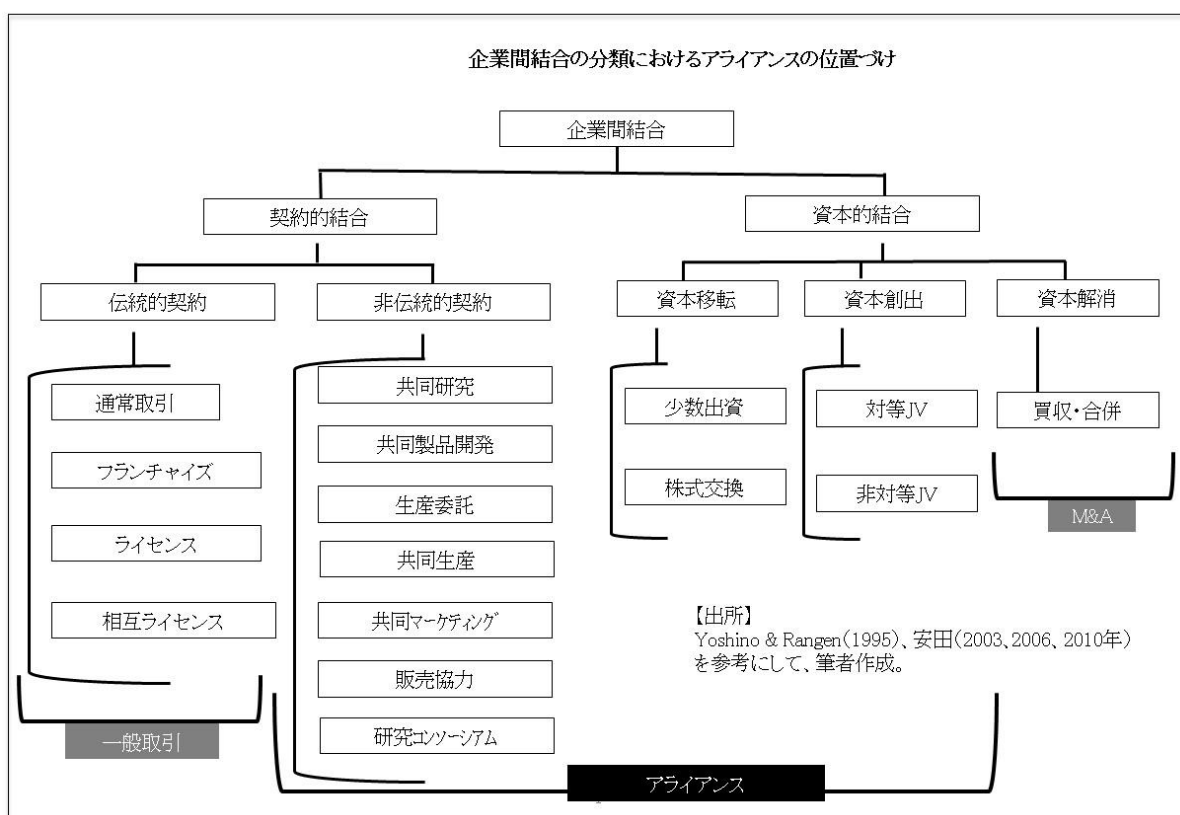 企業間結合の分類におけるアライアンスの位置づけ
企業間結合
契約的結合
資本的結合
伝統的契約
非伝統的契約
資本移転
資本創出
資本解消
通常取引
フランチャイズ
ライセンス
相互ライセンス
一般取引
共同研究
共同製品開発
生産委託
共同生産
共同マーケティング
販売協力
研究コンソーシアム
少数出資
株式交換
対等JV
非対等JV
買収・合併
M&A
【出所】
Yoshino & Rangen(1995)、安田(2003、2006、2010年)
を参考にして、筆者作成。
アライアンス